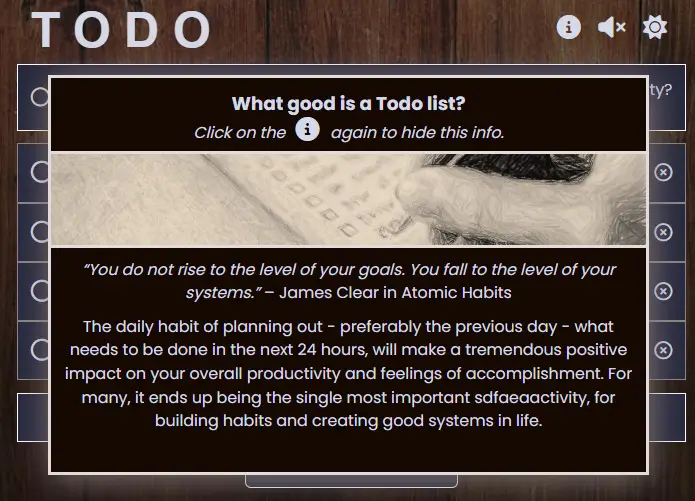 TODO
ty?
What good is a Todo list?
Click on the i again to hide this info.
“You do not rise to the level of your goals. You fall to the level of your
systems.” – James Clear in Atomic Habits
The daily habit of planning out - preferably the previous day - what
needs to be done in the next 24 hours, will make a tremendous positive
impact on your overall productivity and feelings of accomplishment. For
many, it ends up being the single most important sdfaeaactivity, for
building habits and creating good systems in life.